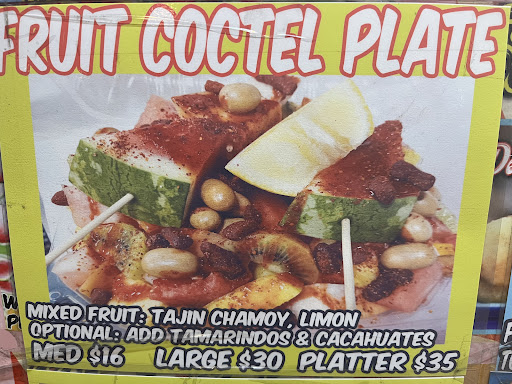 FRUIT COCTEL PLATE
MIXED FRUIT: TAJIN CHAMOY, LIMON
OPTIONAL: ADD TAMARINDOS & CACAHUATES
MED $16 LARGE $30 PLATTER $35